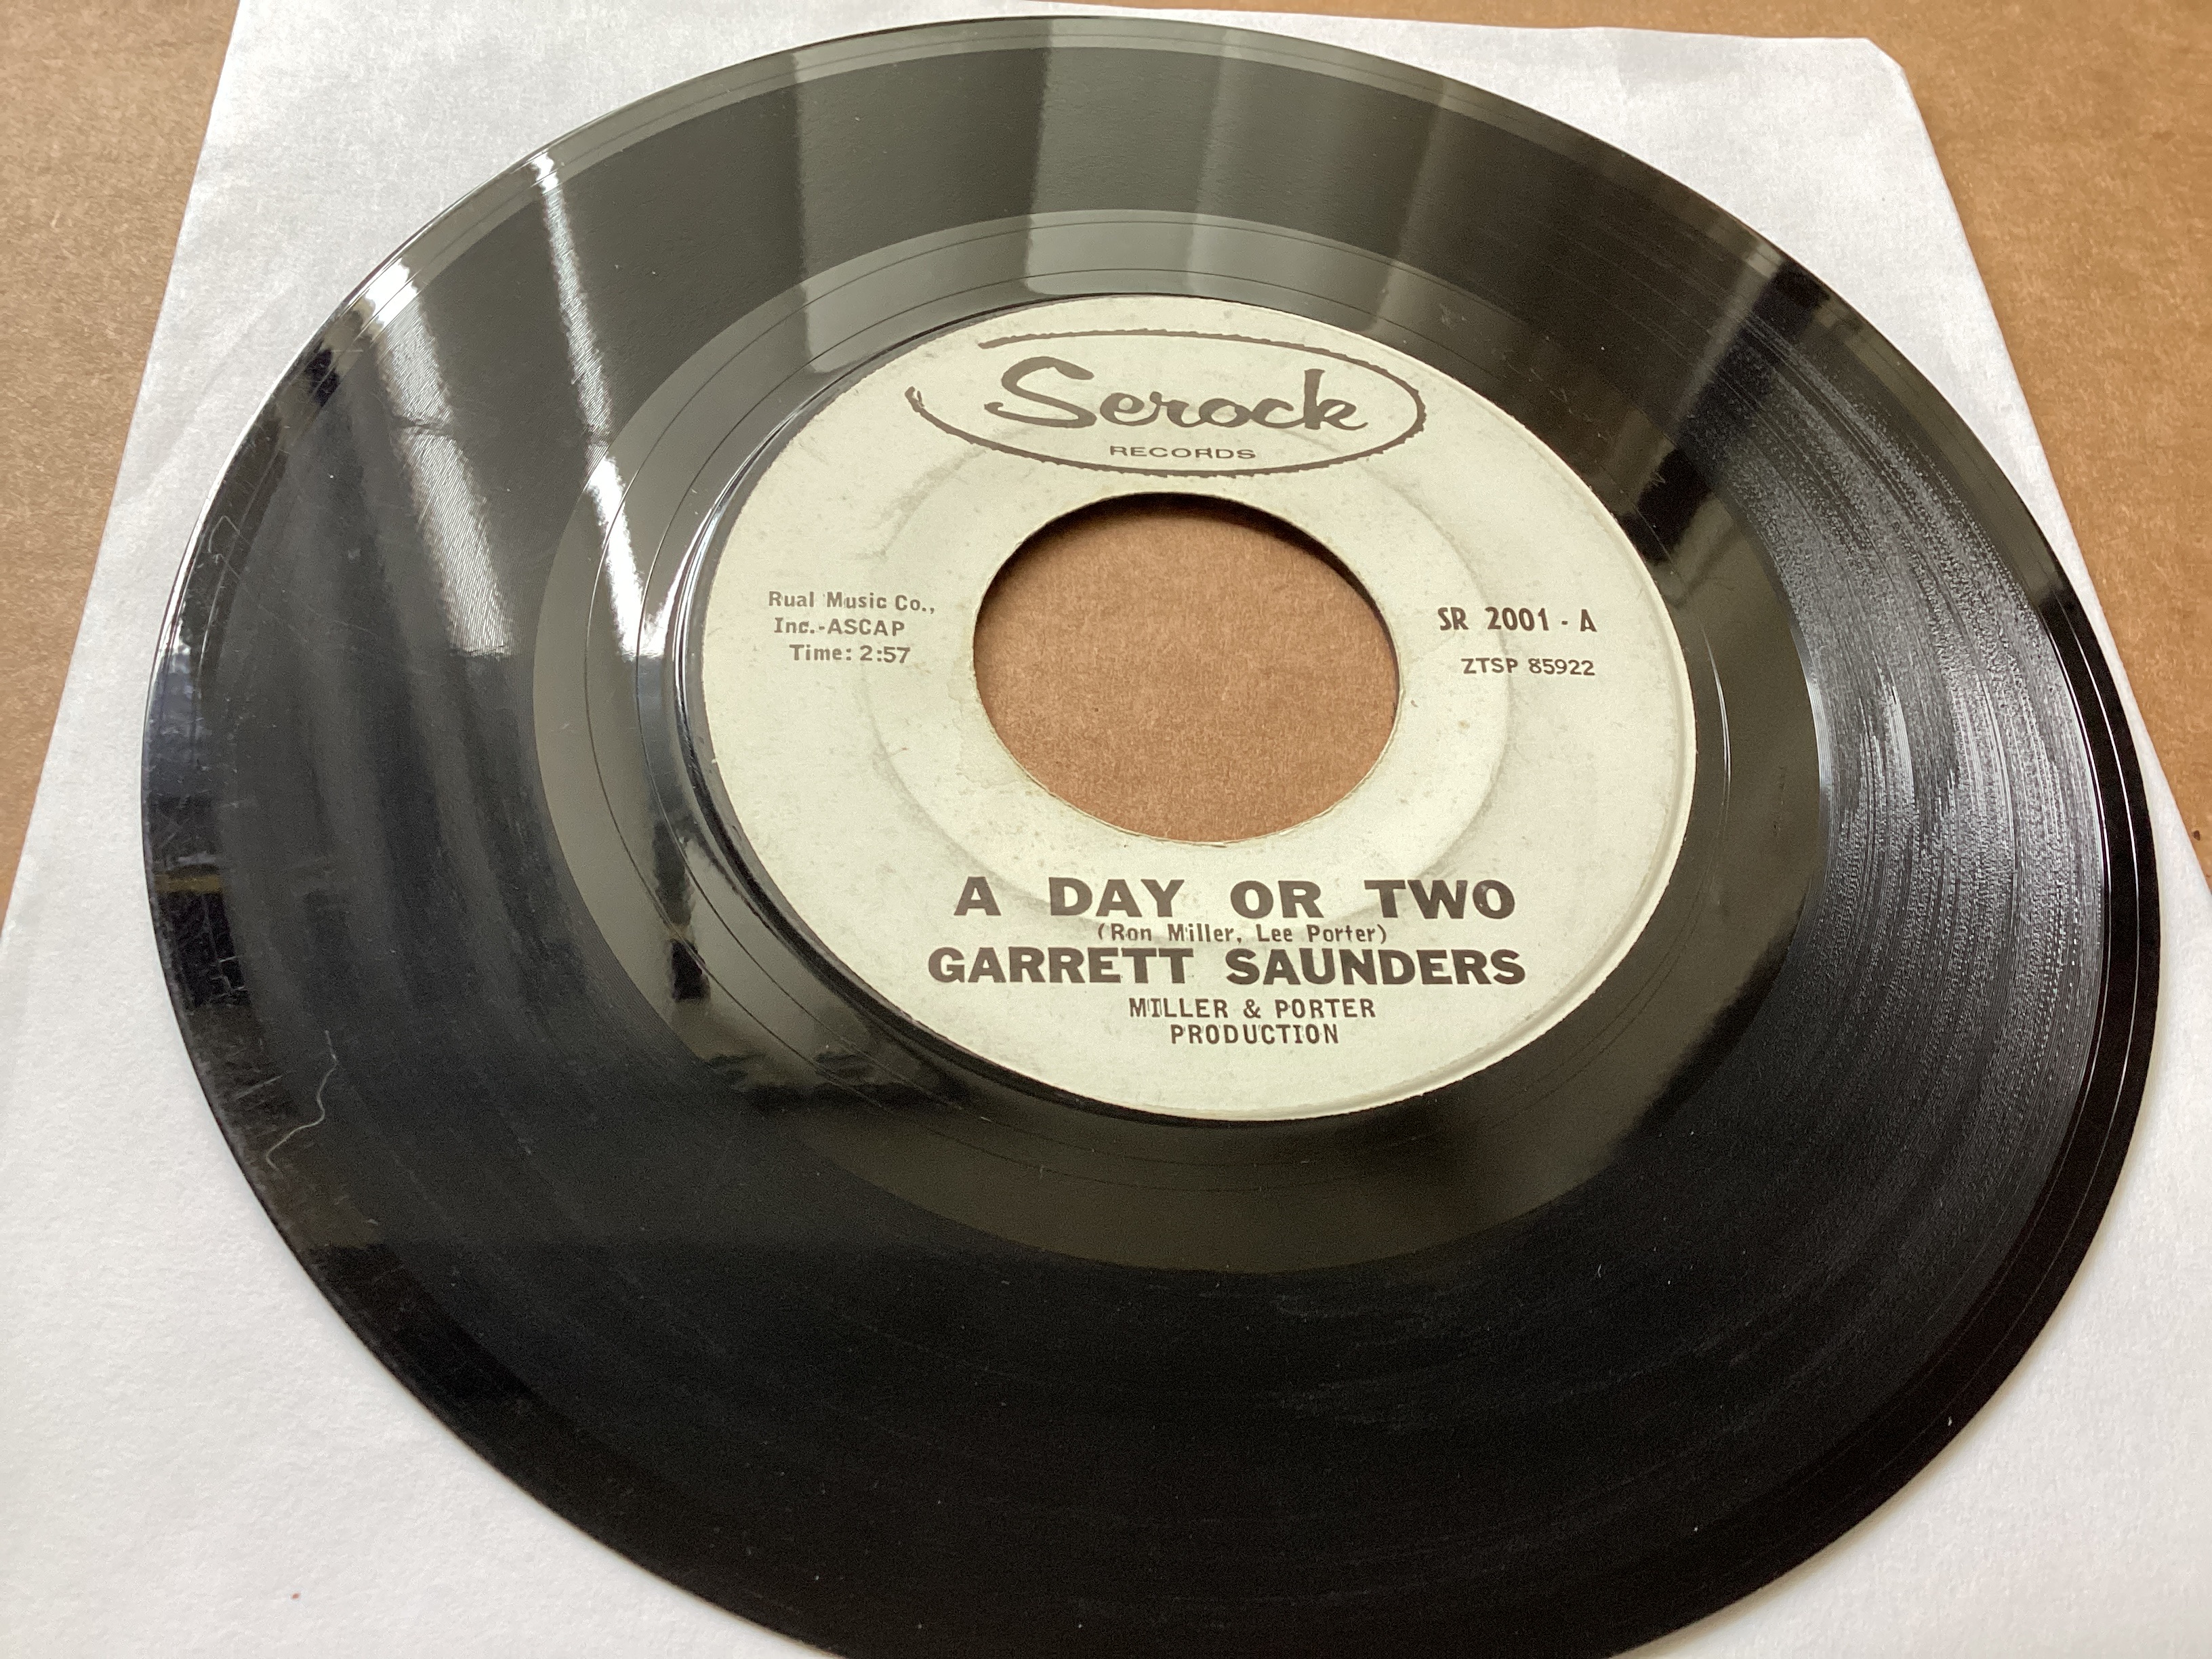 Serock
RECORDS
Rual Music Co.,
Inc.-ASCAP
Time: 2:57
SR 2001 - A
ZTSP 85922
A DAY OR TWO
(Ron Miller, Lee Porter)
GARRETT SAUNDERS
MILLER & PORTER
PRODUCTION